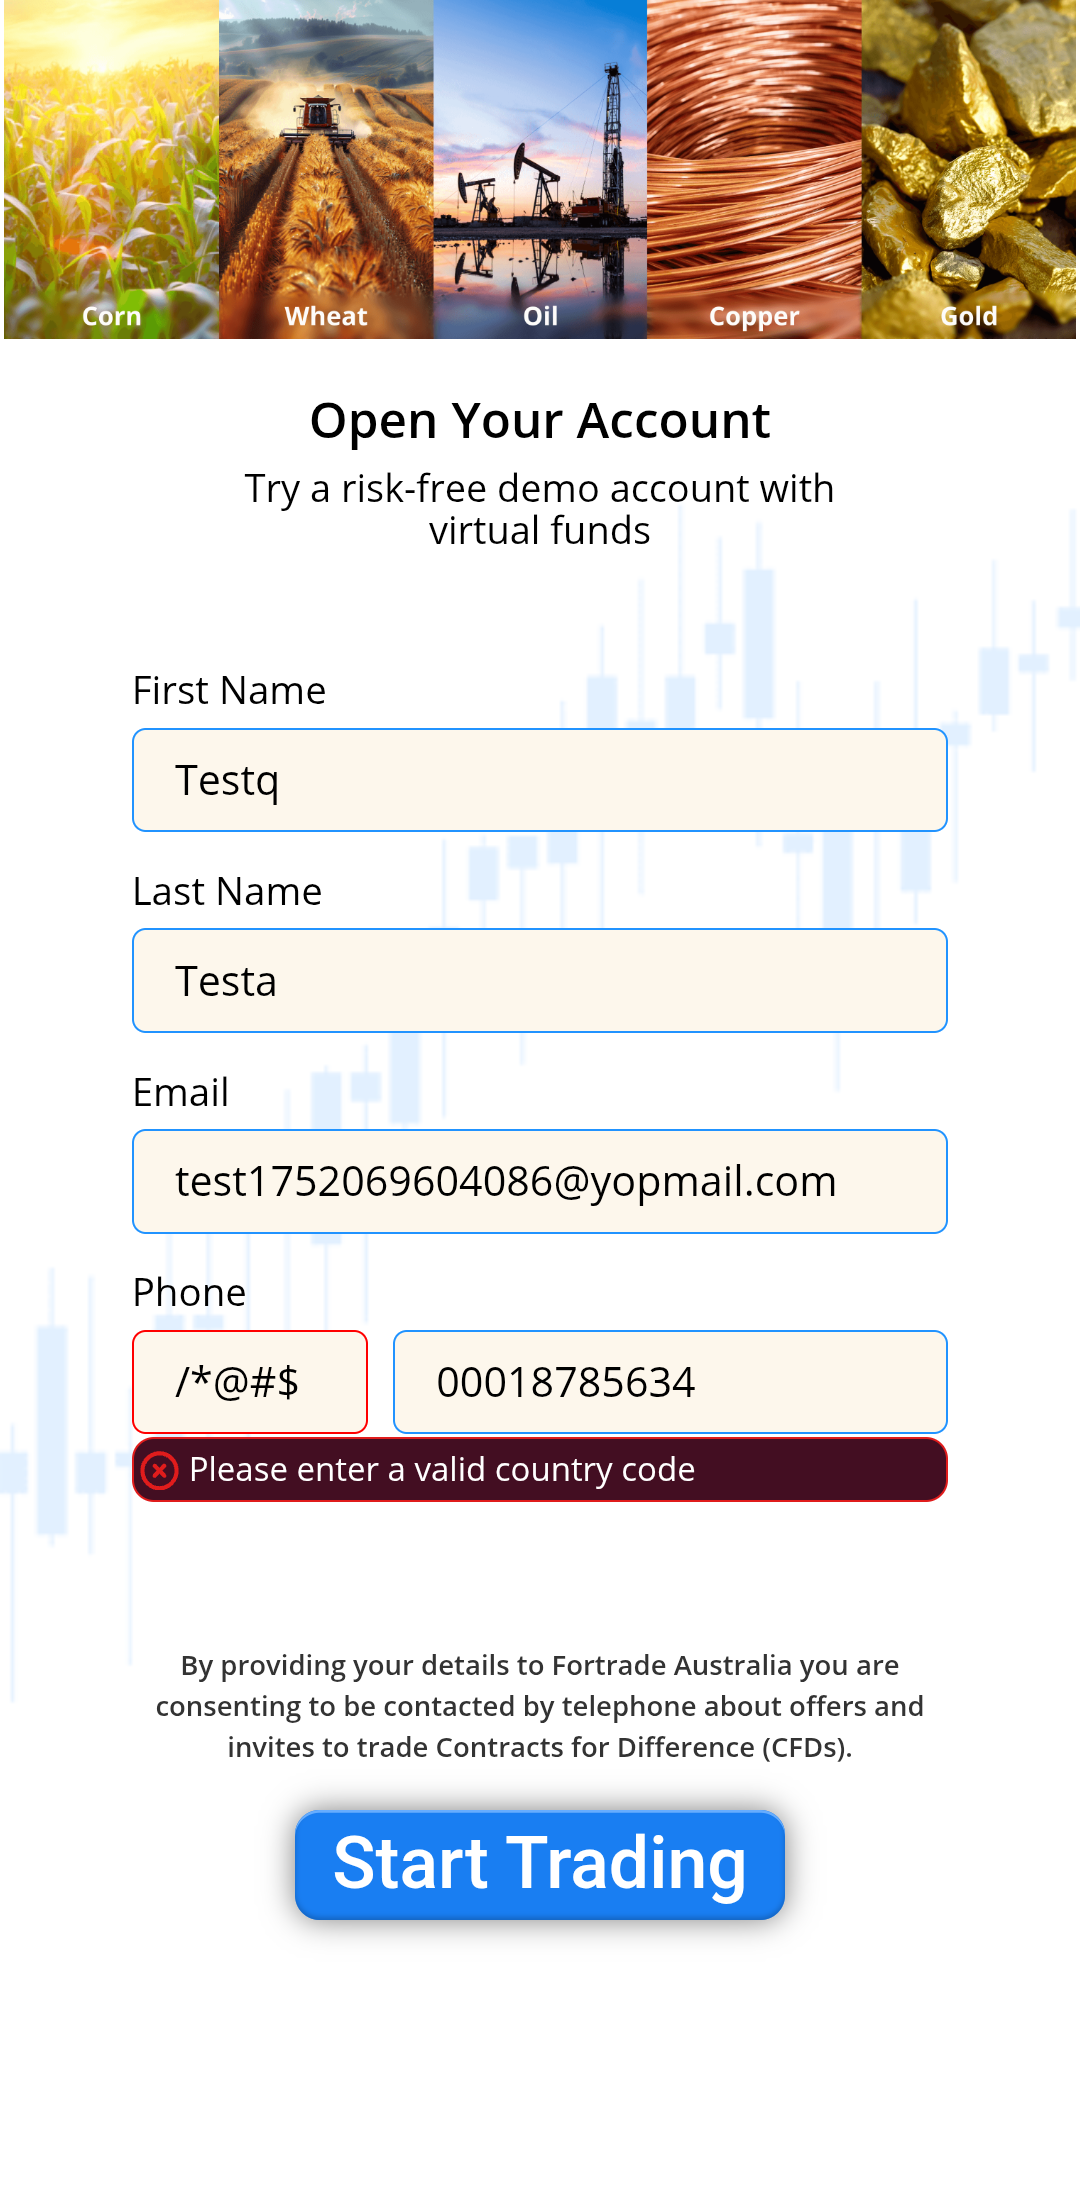 Corn Wheat Oil Copper Gold
Open Your Account
Try a risk-free demo account with
virtual funds
First Name
Testq
Last Name
Testa
Email
test1752069604086@yopmail.com
Phone
/*@#$ 00018785634
Please enter a valid country code
By providing your details to Fortrade Australia you are
consenting to be contacted by telephone about offers and
invites to trade Contracts for Difference (CFDs).
Start Trading